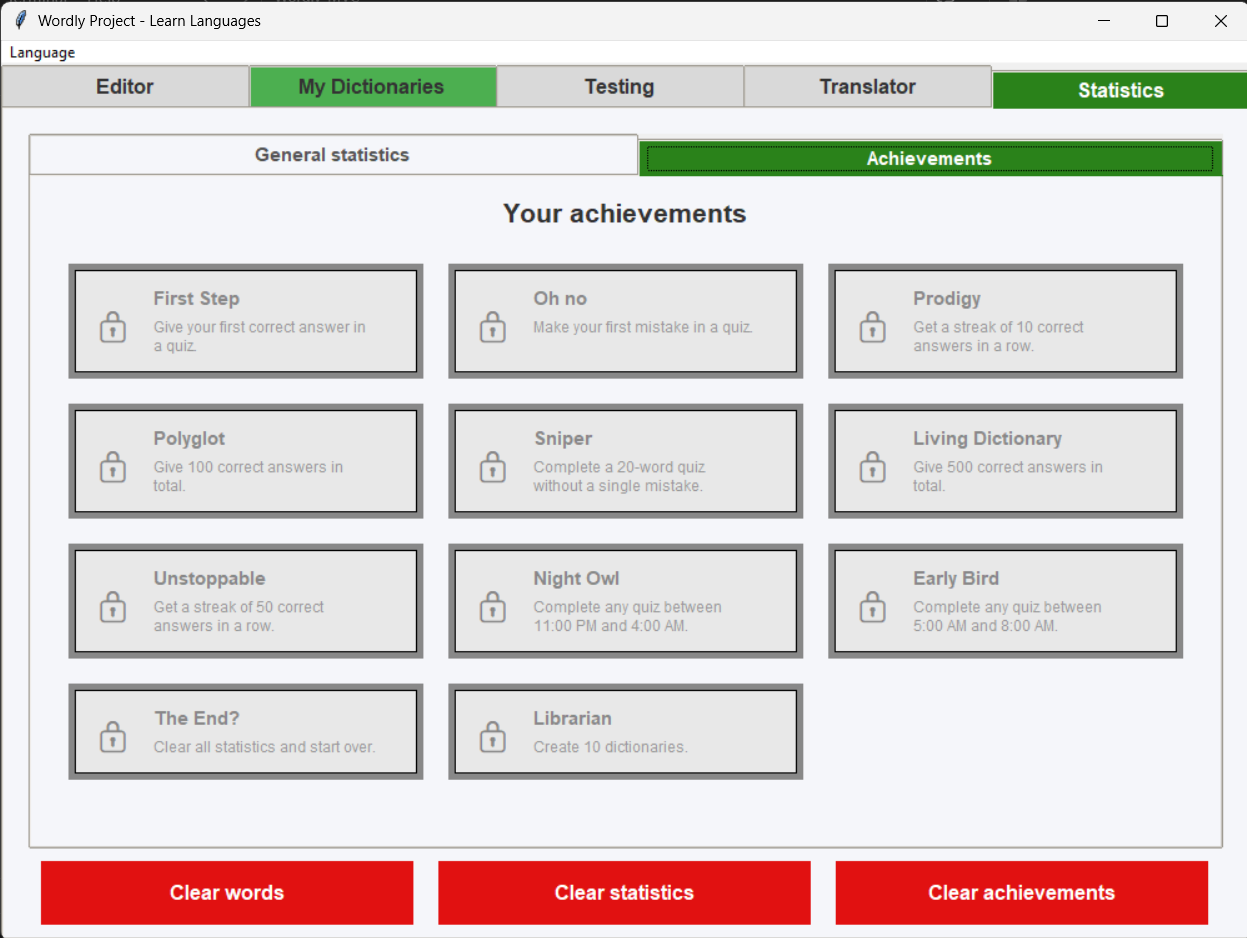 Wordly Project - Learn Languages
Language
Editor
My Dictionaries
Testing
Translator
Statistics
General statistics
Achievements
Your achievements
First Step
Give your first correct answer in
a quiz.
Oh no
Make your first mistake in a quiz.
Prodigy
Get a streak of 10 correct
answers in a row.
Polyglot
Give 100 correct answers in
total.
Sniper
Complete a 20-word quiz
without a single mistake.
Living Dictionary
Give 500 correct answers in
total.
Unstoppable
Get a streak of 50 correct
answers in a row.
Night Owl
Complete any quiz between
11:00 PM and 4:00 AM.
Early Bird
Complete any quiz between
5:00 AM and 8:00 AM.
The End?
Clear all statistics and start over.
Librarian
Create 10 dictionaries.
Clear words
Clear statistics
Clear achievements